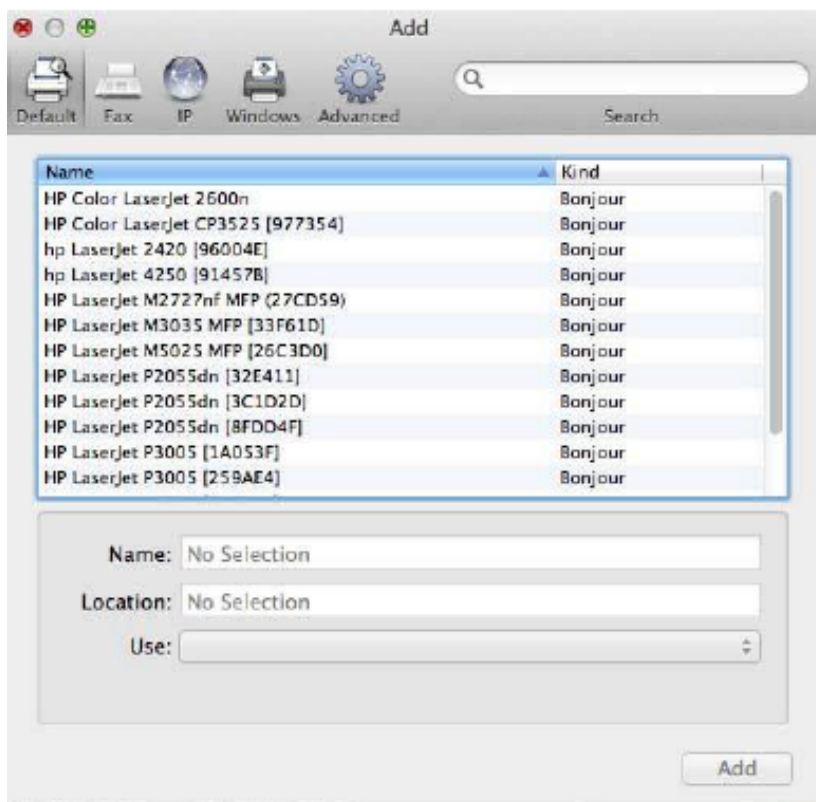 Add
Default Fax IP Windows Advanced Search
Name Kind
HP Color LaserJet 2600n Bonjour
HP Color LaserJet CP3525 [977354] Bonjour
hp LaserJet 2420 [96004E] Bonjour
hp LaserJet 4250 [91457B] Bonjour
HP LaserJet M2727nf MFP (27CD59) Bonjour
HP LaserJet M3035 MFP [33F61D] Bonjour
HP LaserJet M5025 MFP [26C3D0] Bonjour
HP LaserJet P2055dn [32E411] Bonjour
HP LaserJet P2055dn [3C1D2D] Bonjour
HP LaserJet P2055dn [8FDD4F] Bonjour
HP LaserJet P3005 [1A053F] Bonjour
HP LaserJet P3005 [259AE4] Bonjour
Name: No Selection
Location: No Selection
Use:
Add